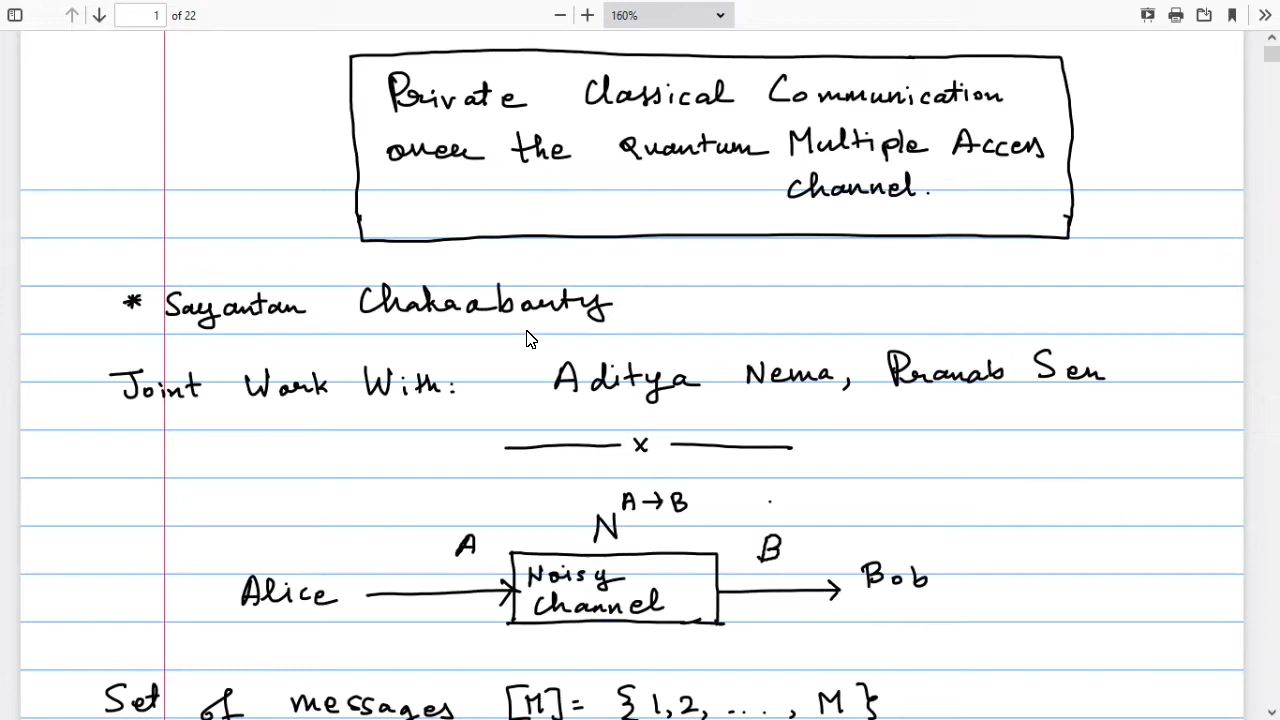 1 of 22
160%
Private Classical Communication
over the Quantum Multiple Access
Channel.
* Sayantan Chakraborty
Joint Work With: Aditya Nema, Pranab Sen
x
N A→B
A B
Alice Noisy Channel Bob
Set of messages [M] = {1,2, ...., M}